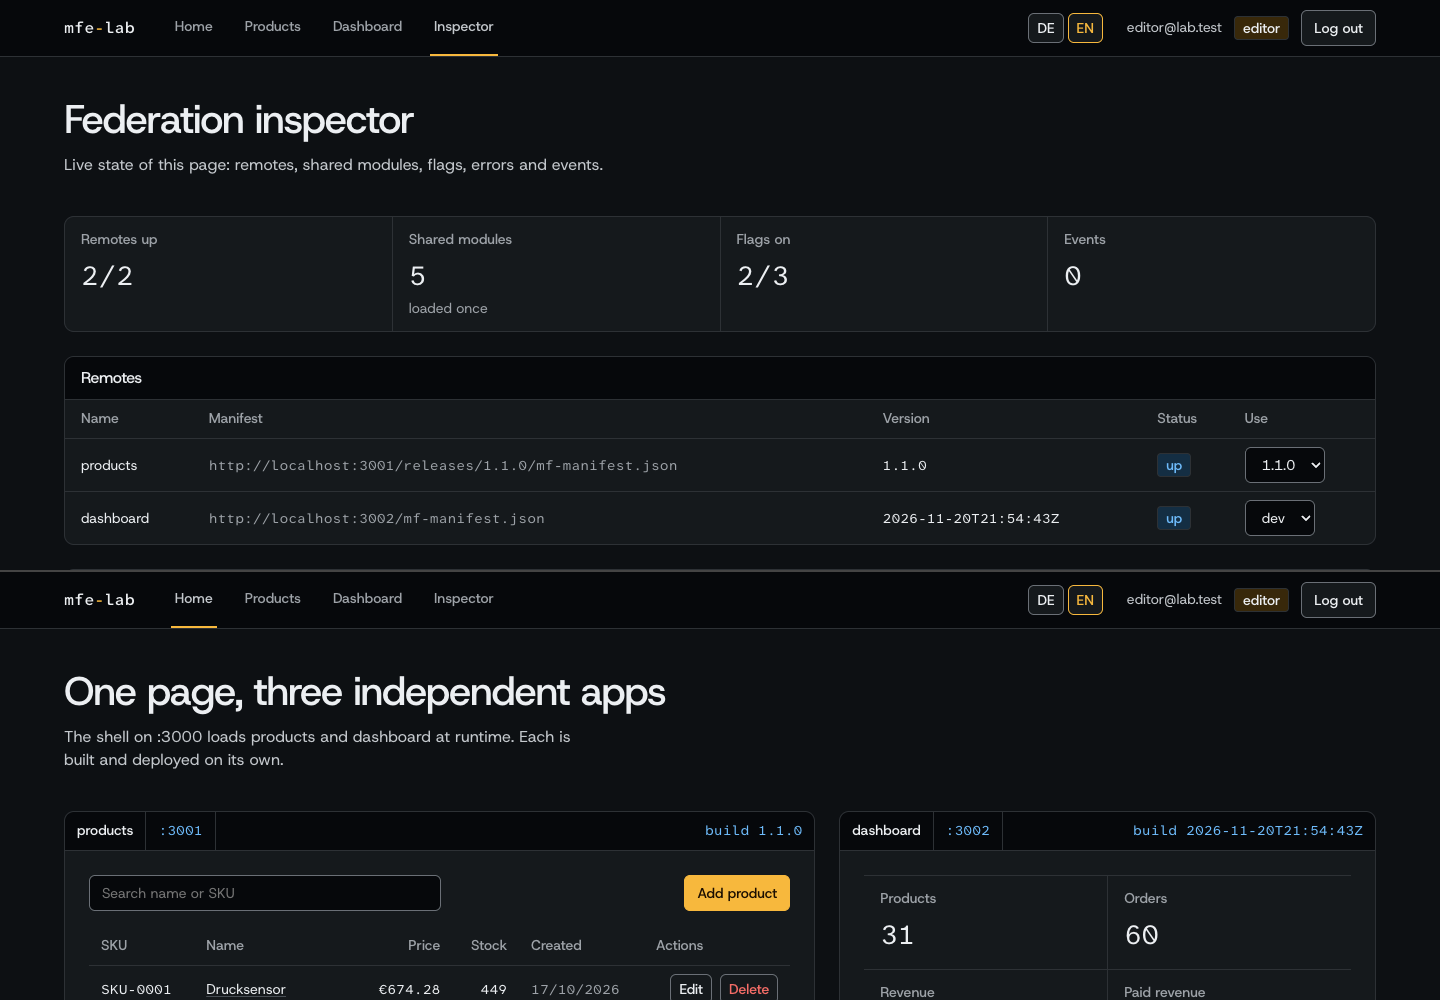 mfe-lab Home Products Dashboard Inspector DE EN editor@lab.test editor Log out
Federation inspector
Live state of this page: remotes, shared modules, flags, errors and events.
Remotes up Shared modules Flags on Events
2/2 5 2/3 0
loaded once
Remotes
Name Manifest Version Status Use
products http://localhost:3001/releases/1.1.0/mf-manifest.json 1.1.0 up 1.1.0
dashboard http://localhost:3002/mf-manifest.json 2026-11-20T21:54:43Z up dev
mfe-lab Home Products Dashboard Inspector DE EN editor@lab.test editor Log out
One page, three independent apps
The shell on :3000 loads products and dashboard at runtime. Each is
built and deployed on its own.
products :3001 build 1.1.0
Search name or SKU Add product
SKU Name Price Stock Created Actions
SKU-0001 Drucksensor €674.28 449 17/10/2026 Edit Delete
dashboard :3002 build 2026-11-20T21:54:43Z
Products Orders
31 60
Revenue Paid revenue